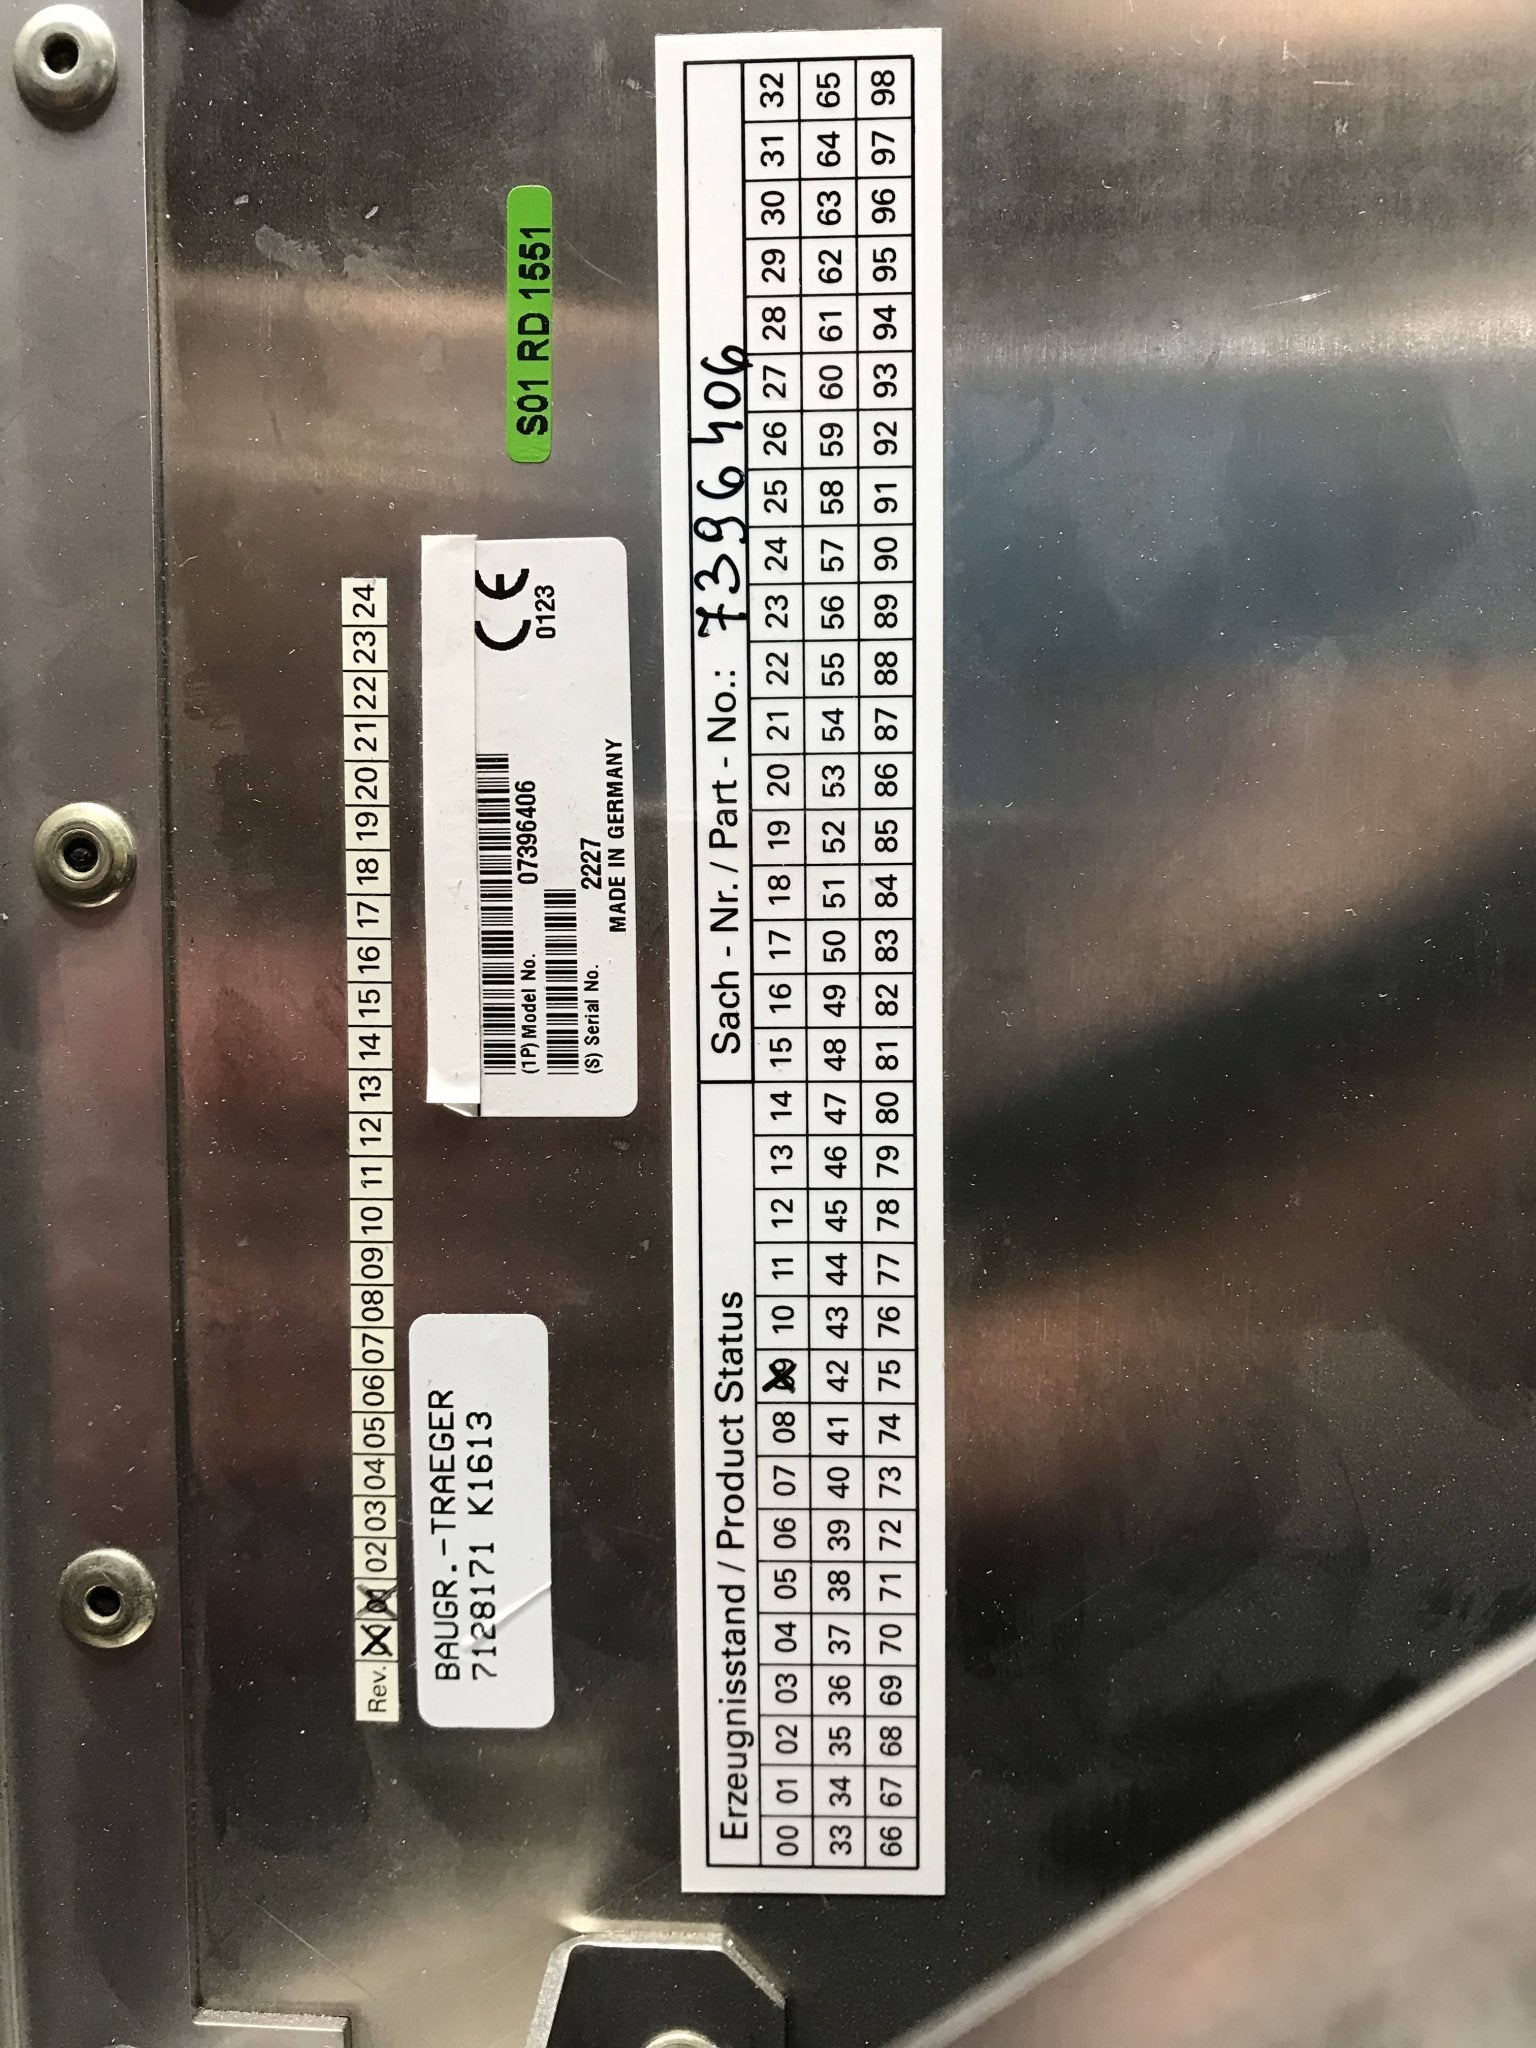 Rev. 00 01 02 03 04 05 06 07 08 09 10 11 12 13 14 15 16 17 18 19 20 21 22 23 24
BAUGR.-TRAEGER
7128171 K1613
(1P) Model No. 07396406
(S) Serial No. 2227
MADE IN GERMANY
CE
0123
S01 RD 1551
Erzeugnisstand / Product Status
Sach - Nr. / Part - No.: 7396406
00 01 02 03 04 05 06 07 08 09 10 11 12 13 14 15 16 17 18 19 20 21 22 23 24 25 26 27 28 29 30 31 32
33 34 35 36 37 38 39 40 41 42 43 44 45 46 47 48 49 50 51 52 53 54 55 56 57 58 59 60 61 62 63 64 65
66 67 68 69 70 71 72 73 74 75 76 77 78 79 80 81 82 83 84 85 86 87 88 89 90 91 92 93 94 95 96 97 98